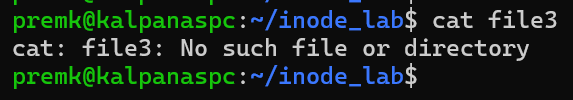 premk@kalpanaspc:~/inode_lab$ cat file3
cat: file3: No such file or directory
premk@kalpanaspc:~/inode_lab$